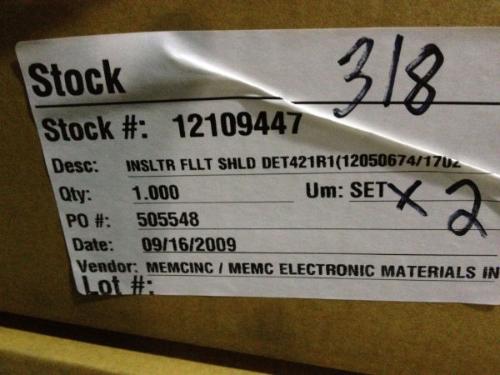 Stock 318
Stock #: 12109447
Desc: INSLTR FLLT SHLD DET421R1(12050674/1702
Qty: 1.000 Um: SET X 2
PO #: 505548
Date: 09/16/2009
Vendor: MEMCINC / MEMC ELECTRONIC MATERIALS IN
Lot #: